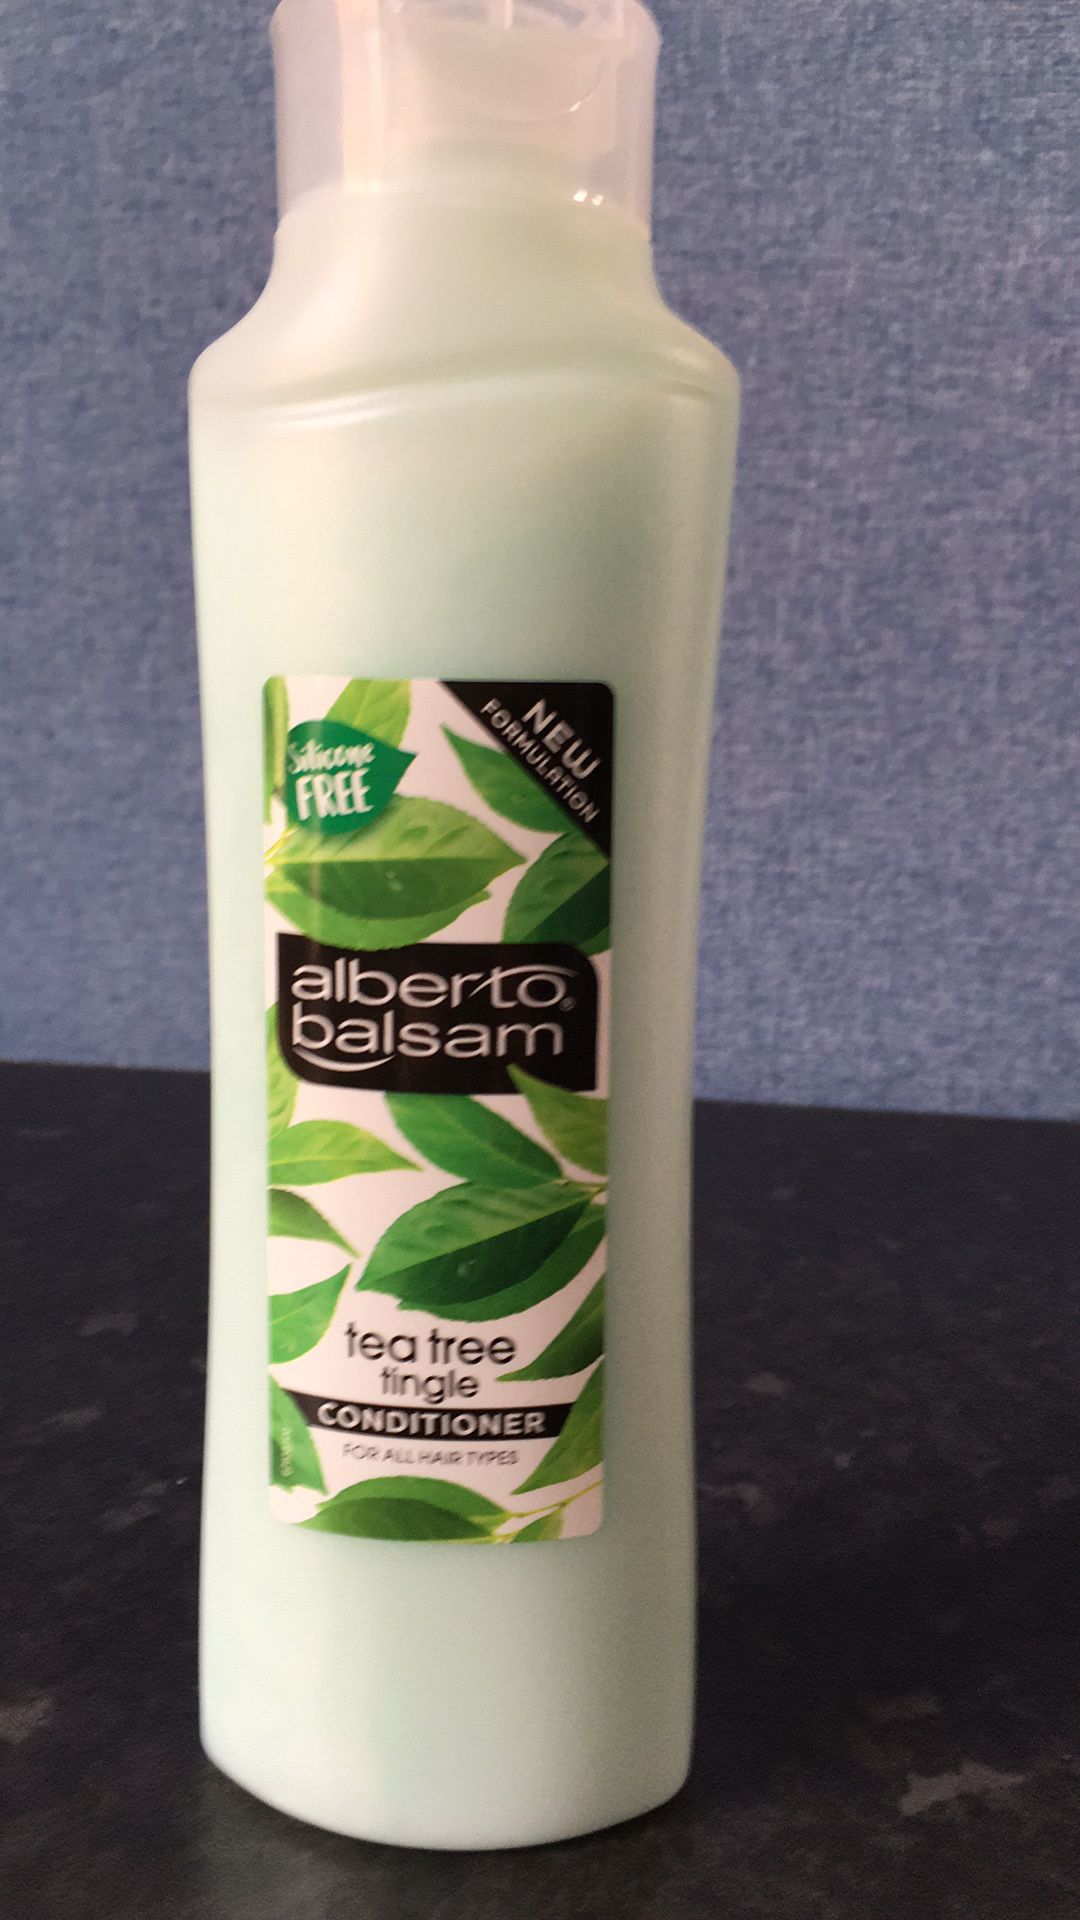 Silicone
FREE
NEW
FORMULATION
alberto®
balsam
tea tree
tingle
CONDITIONER
FOR ALL HAIR TYPES